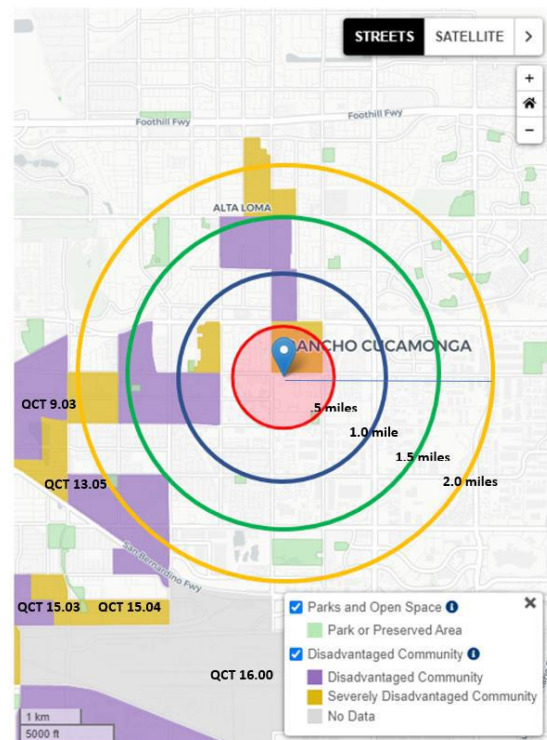 STREETS SATELLITE >
+
−
Foothill Fwy
Foothill Fwy
ALTA LOMA
ANCHO CUCAMONGA
QCT 9.03
.5 miles
1.0 mile
1.5 miles
QCT 13.05
2.0 miles
San Bernardino Fwy
QCT 15.03 QCT 15.04
QCT 16.00
Parks and Open Space i
Park or Preserved Area
Disadvantaged Community i
Disadvantaged Community
Severely Disadvantaged Community
No Data
1 km
5000 ft